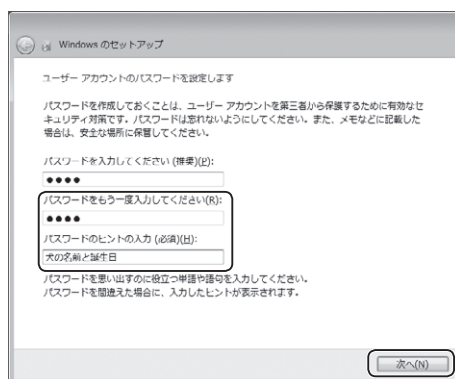 Windows のセットアップ
ユーザー アカウントのパスワードを設定します
パスワードを作成しておくことは、ユーザー アカウントを第三者から保護するために有効なセ
キュリティ対策です。パスワードは忘れないようにしてください。また、メモなどに記載した
場合は、安全な場所に保管してください。
パスワードを入力してください (推奨)(P):
●●●●
パスワードをもう一度入力してください(R):
●●●●
パスワードのヒントの入力 (必須)(H):
犬の名前と誕生日
パスワードを思い出すのに役立つ単語や語句を入力してください。
パスワードを間違えた場合に、入力したヒントが表示されます。
次へ(N)